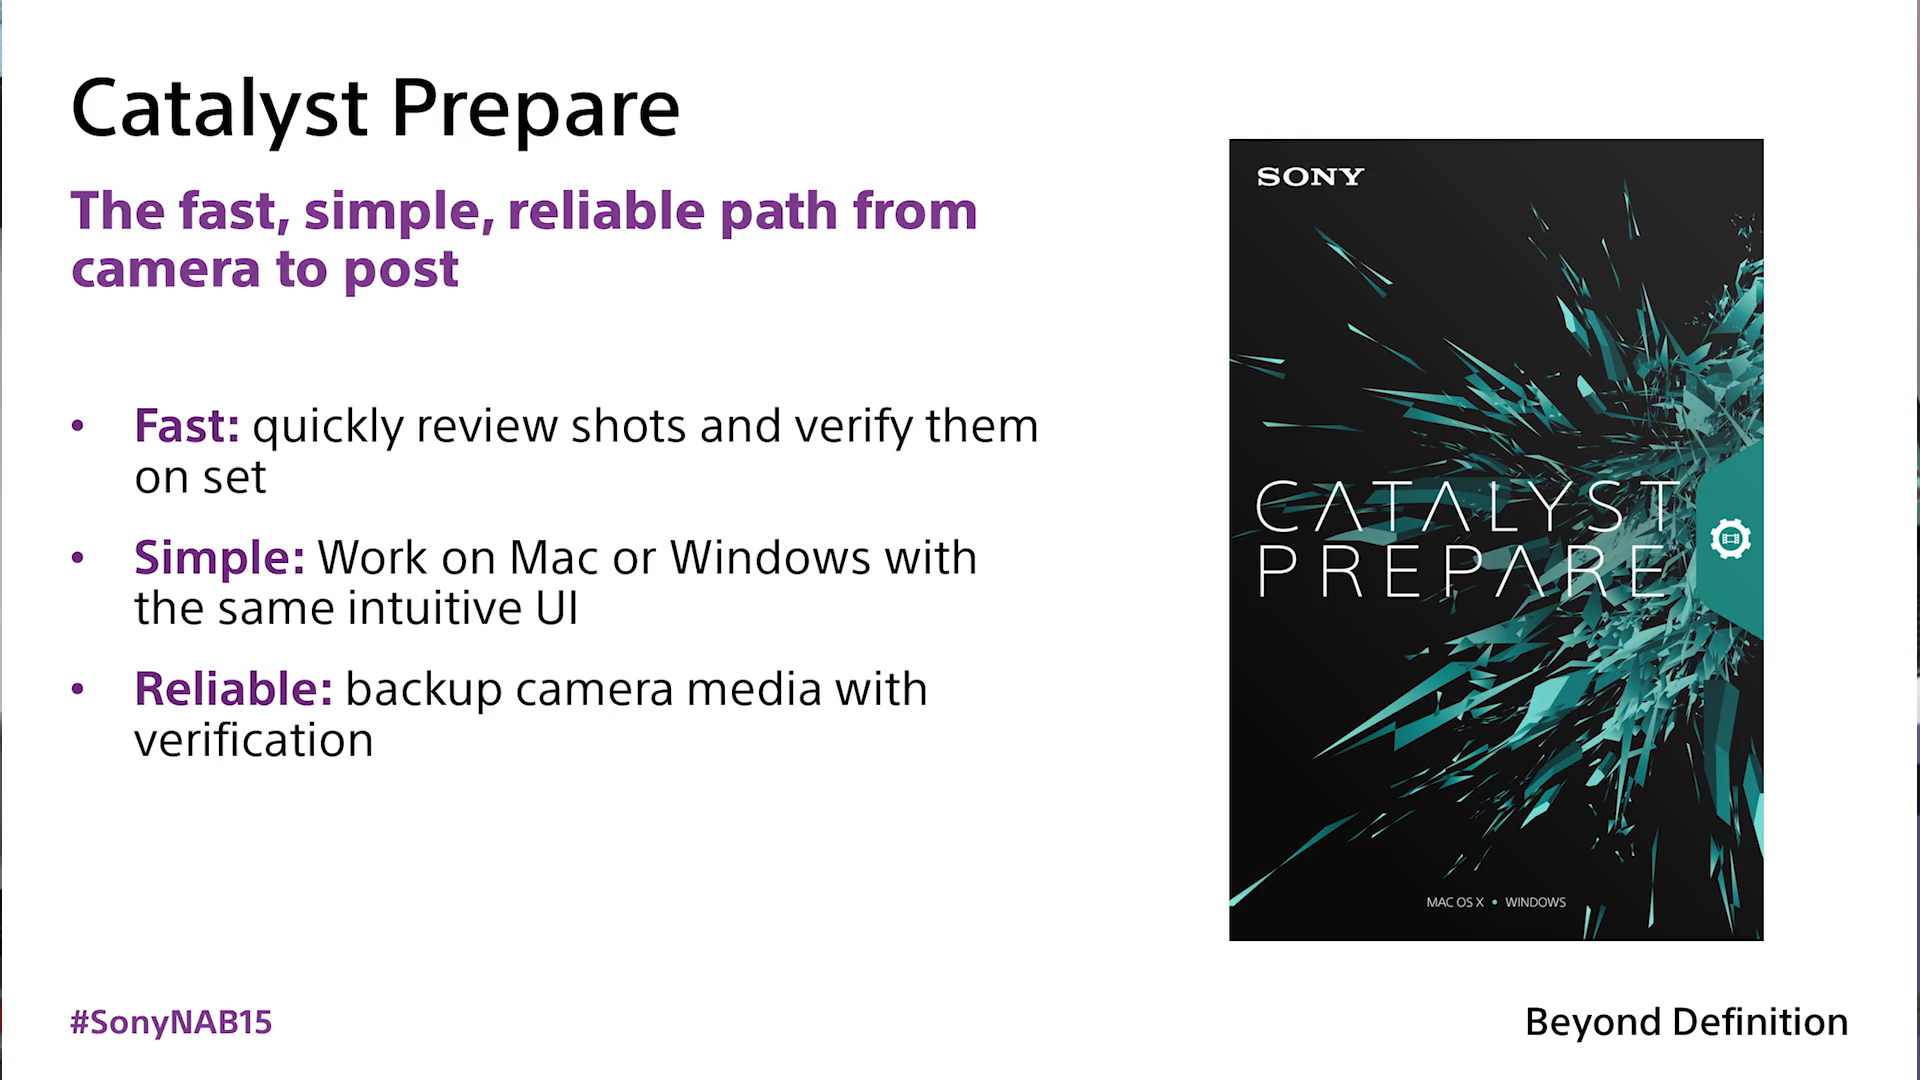 Catalyst Prepare
The fast, simple, reliable path from
camera to post
• Fast: quickly review shots and verify them
on set
• Simple: Work on Mac or Windows with
the same intuitive UI
• Reliable: backup camera media with
verification
SONY
CATALYST
PREPARE
MAC OS X • WINDOWS
#SonyNAB15
Beyond Definition